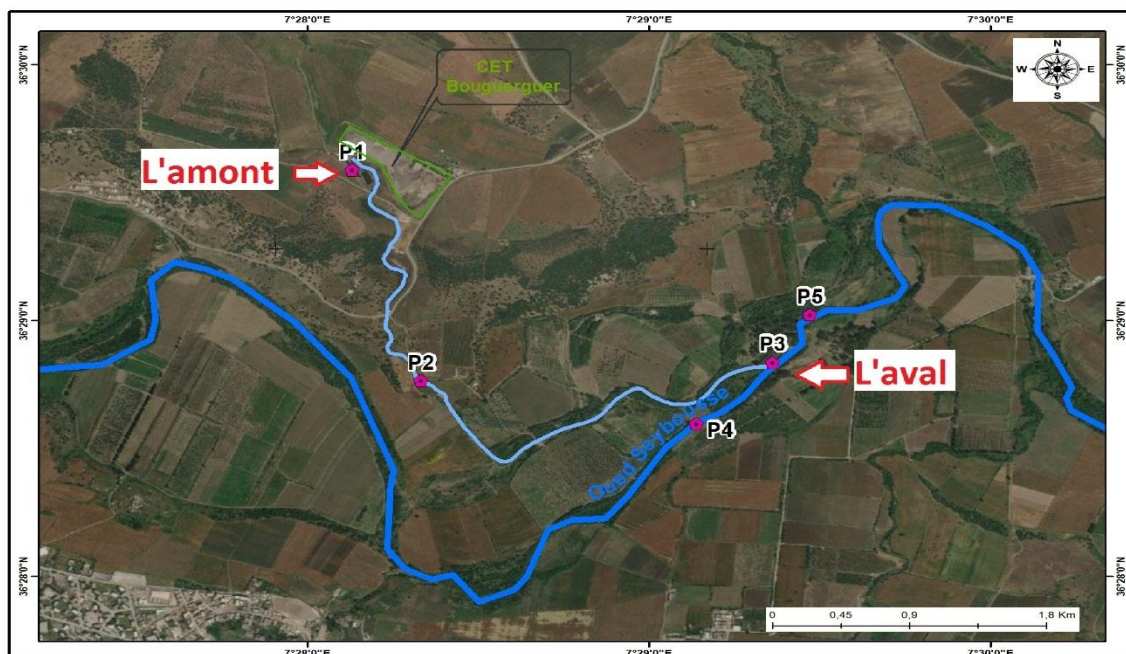 7°28'0"E
7°29'0"E
7°30'0"E
36°30'0"N
36°30'0"N
N
W
E
S
CET
Bouguerguer
P1
L'amont
P5
36°29'0"N
36°29'0"N
P3
P2
L'aval
P4
Ouad Seybouse
36°28'0"N
36°28'0"N
0
0,45
0,9
1,8 Km
7°28'0"E
7°29'0"E
7°30'0"E